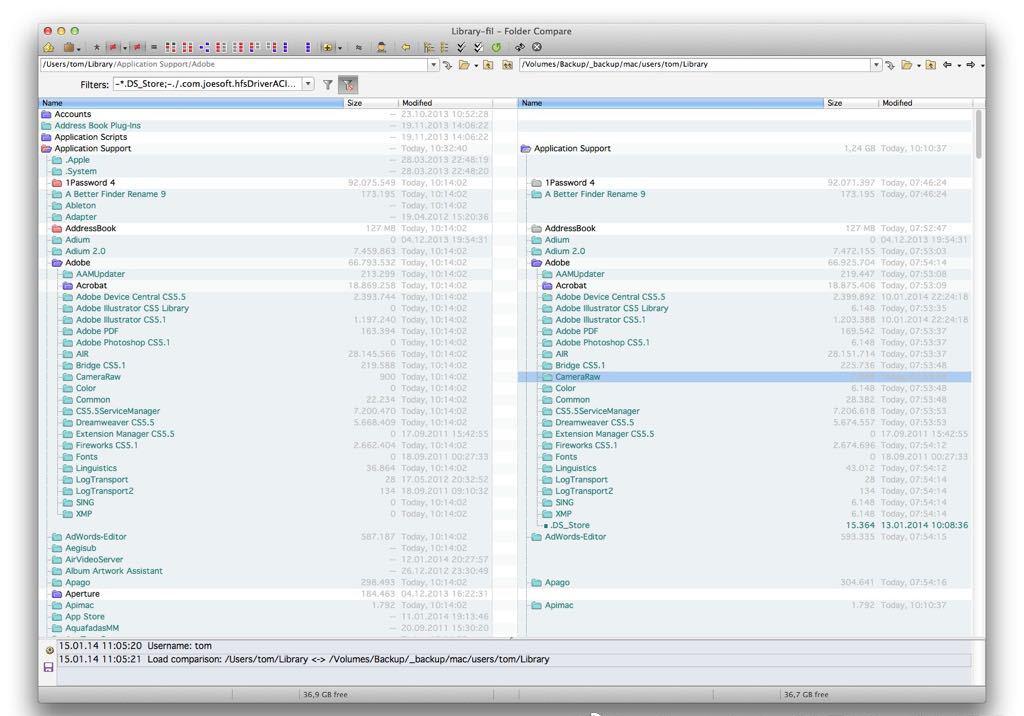 Library-fil – Folder Compare
/Users/tom/Library/Application Support/Adobe /Volumes/Backup/_backup/mac/users/tom/Library
Filters: -*.DS_Store;-./.com.joesoft.hfsDriverACl...
Name Size Modified Name Size Modified
Accounts — 23.10.2013 10:52:28
Address Book Plug-Ins — 19.11.2013 14:06:22
Application Scripts — 19.11.2013 14:06:22
Application Support — Today, 10:32:40 Application Support 1,24 GB Today, 10:10:37
.Apple — 28.03.2013 22:48:19
.System — 28.03.2013 22:48:20
1Password 4 92.075.549 Today, 10:14:02 1Password 4 92.071.397 Today, 07:46:24
A Better Finder Rename 9 173.195 Today, 10:14:02 A Better Finder Rename 9 173.195 Today, 07:46:24
Ableton — Today, 10:14:02
Adapter — 19.04.2012 15:20:36
AddressBook 127 MB Today, 10:14:02 AddressBook 127 MB Today, 07:52:47
Adium 0 04.12.2013 19:54:31 Adium 0 04.12.2013 19:54:31
Adium 2.0 7.459.863 Today, 10:14:02 Adium 2.0 7.472.155 Today, 07:53:03
Adobe 66.793.532 Today, 10:14:02 Adobe 66.925.704 Today, 07:54:14
AAMUpdater 213.299 Today, 10:14:02 AAMUpdater 219.447 Today, 07:53:08
Acrobat 18.869.258 Today, 10:14:02 Acrobat 18.875.406 Today, 07:53:09
Adobe Device Central CS5.5 2.393.744 Today, 10:14:02 Adobe Device Central CS5.5 2.399.892 10.01.2014 22:24:18
Adobe Illustrator CS5 Library 0 Today, 10:14:02 Adobe Illustrator CS5 Library 6.148 Today, 07:53:35
Adobe Illustrator CS5.1 1.197.240 Today, 10:14:02 Adobe Illustrator CS5.1 1.203.388 10.01.2014 22:24:18
Adobe PDF 163.394 Today, 10:14:02 Adobe PDF 169.542 Today, 07:53:37
Adobe Photoshop CS5.1 0 Today, 10:14:02 Adobe Photoshop CS5.1 6.148 Today, 07:53:37
AIR 28.145.566 Today, 10:14:02 AIR 28.151.714 Today, 07:53:37
Bridge CS5.1 219.588 Today, 10:14:02 Bridge CS5.1 223.736 Today, 07:53:48
CameraRaw 900 Today, 10:14:02 CameraRaw
Color 0 Today, 10:14:02 Color 6.148 Today, 07:53:48
Common 22.234 Today, 10:14:02 Common 28.382 Today, 07:53:48
CS5.5ServiceManager 7.200.470 Today, 10:14:02 CS5.5ServiceManager 7.206.618 Today, 07:53:53
Dreamweaver CS5.5 5.668.409 Today, 10:14:02 Dreamweaver CS5.5 5.674.557 Today, 07:53:53
Extension Manager CS5.5 0 17.09.2011 15:42:55 Extension Manager CS5.5 0 17.09.2011 15:42:55
Fireworks CS5.1 2.662.404 Today, 10:14:02 Fireworks CS5.1 2.674.696 Today, 07:54:12
Fonts 0 18.09.2011 00:27:33 Fonts 0 18.09.2011 00:27:33
Linguistics 36.864 Today, 10:14:02 Linguistics 43.012 Today, 07:54:12
LogTransport 28 17.05.2012 20:32:52 LogTransport 28 Today, 07:54:14
LogTransport2 134 18.09.2011 09:10:32 LogTransport2 134 Today, 07:54:14
SING 0 Today, 10:14:02 SING 6.148 Today, 07:54:14
XMP 0 Today, 10:14:02 XMP 6.148 Today, 07:54:14
.DS_Store 15.364 13.01.2014 10:08:36
AdWords-Editor 587.187 Today, 10:14:02 AdWords-Editor 593.335 Today, 07:54:15
Aegisub — Today, 10:14:02
AirVideoServer — 12.01.2014 20:27:57
Album Artwork Assistant — 26.12.2012 23:30:49
Apago 298.493 Today, 10:14:02 Apago 304.641 Today, 07:54:16
Aperture 184.463 04.12.2013 16:22:31
Apimac 1.792 Today, 10:14:02 Apimac 1.792 Today, 10:10:37
App Store — 11.01.2014 19:13:46
AquafadasMM — 20.09.2011 15:30:20
15.01.14 11:05:20 Username: tom
15.01.14 11:05:21 Load comparison: /Users/tom/Library <-> /Volumes/Backup/_backup/mac/users/tom/Library
36,9 GB free 36,7 GB free